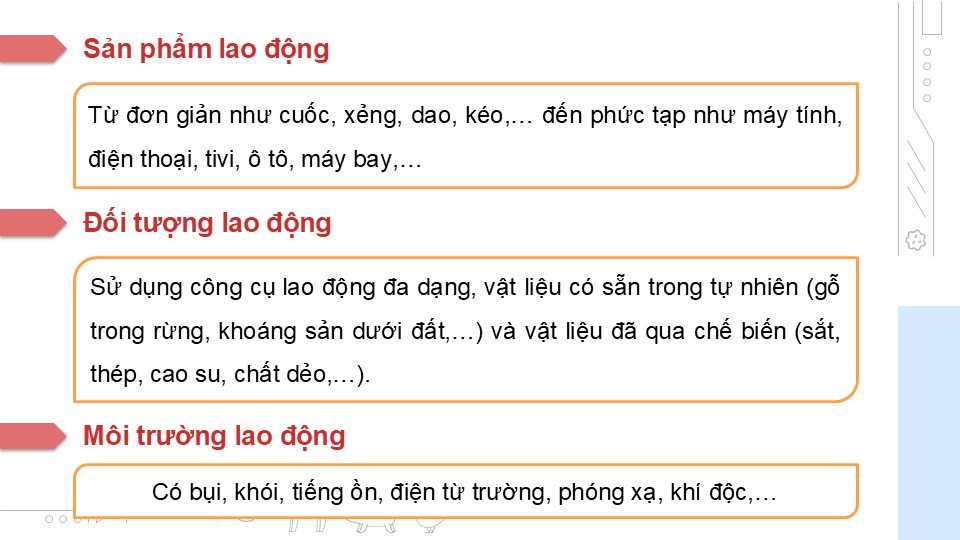 Sản phẩm lao động
Từ đơn giản như cuốc, xẻng, dao, kéo,… đến phức tạp như máy tính,
điện thoại, tivi, ô tô, máy bay,…
Đối tượng lao động
Sử dụng công cụ lao động đa dạng, vật liệu có sẵn trong tự nhiên (gỗ
trong rừng, khoáng sản dưới đất,…) và vật liệu đã qua chế biến (sắt,
thép, cao su, chất dẻo,…).
Môi trường lao động
Có bụi, khói, tiếng ồn, điện từ trường, phóng xạ, khí độc,…